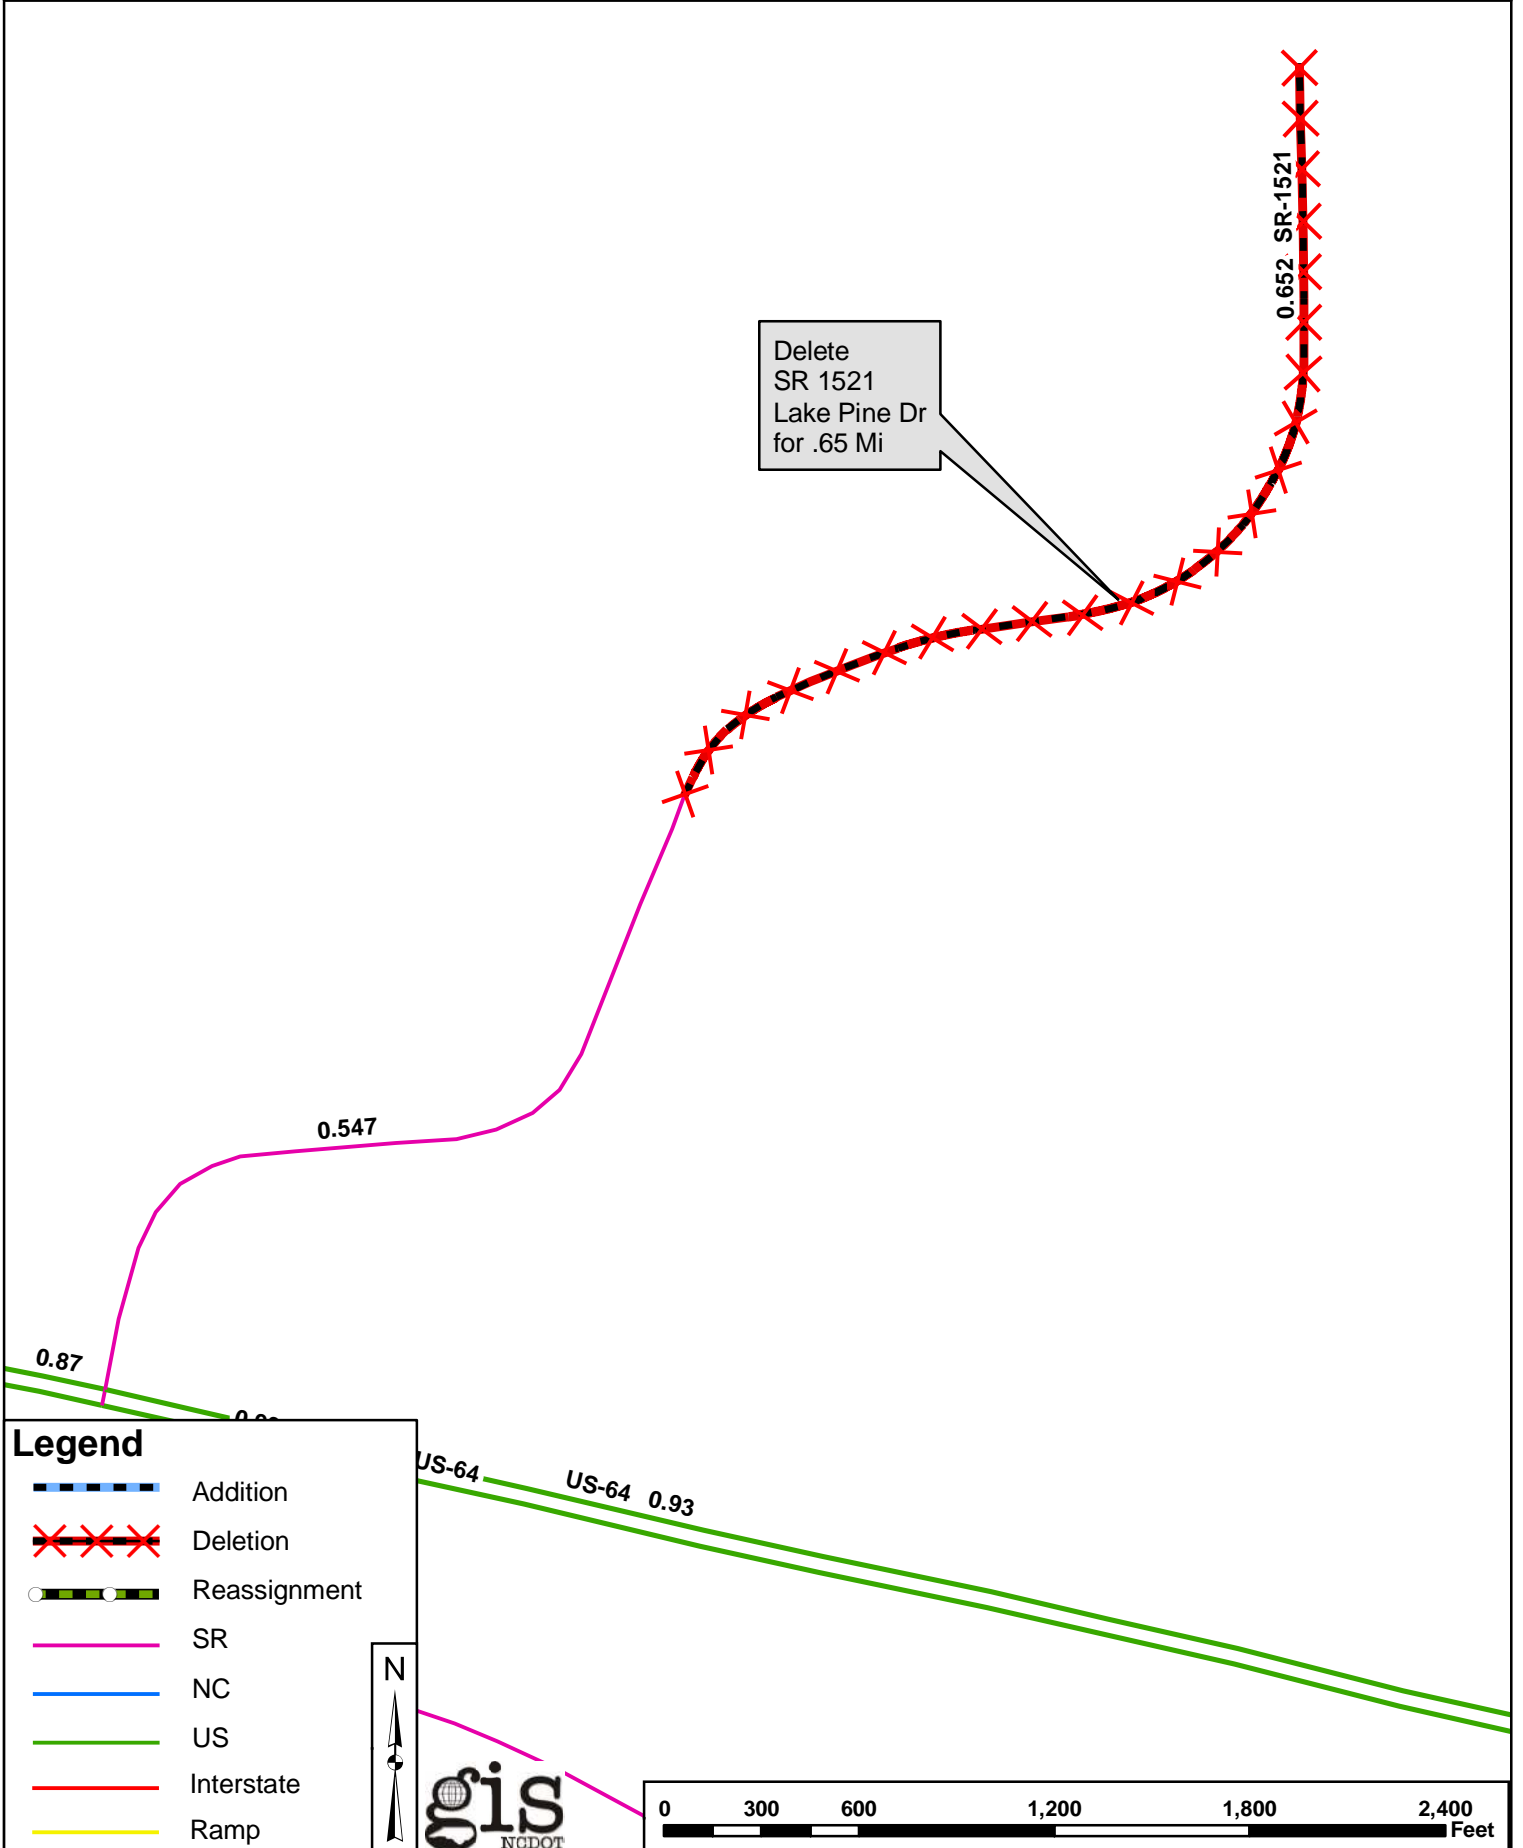 0.652 SR-1521
Delete
SR 1521
Lake Pine Dr
for .65 Mi
0.547
0.87
US-64
US-64 0.93
Legend
Addition
Deletion
Reassignment
SR
NC
US
Interstate
Ramp
N
gis
NCDOT
0 300 600 1,200 1,800 2,400
Feet